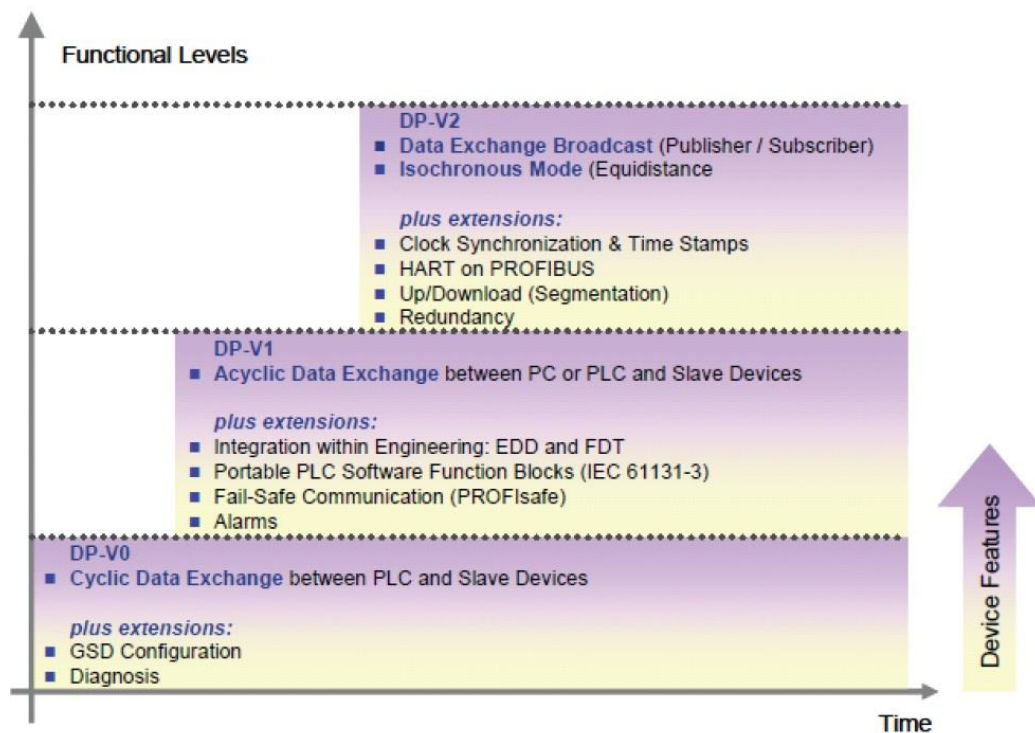 Functional Levels
DP-V2
■ Data Exchange Broadcast (Publisher / Subscriber)
■ Isochronous Mode (Equidistance
plus extensions:
■ Clock Synchronization & Time Stamps
■ HART on PROFIBUS
■ Up/Download (Segmentation)
■ Redundancy
DP-V1
■ Acyclic Data Exchange between PC or PLC and Slave Devices
plus extensions:
■ Integration within Engineering: EDD and FDT
■ Portable PLC Software Function Blocks (IEC 61131-3)
■ Fail-Safe Communication (PROFIsafe)
■ Alarms
DP-V0
■ Cyclic Data Exchange between PLC and Slave Devices
plus extensions:
■ GSD Configuration
■ Diagnosis
Device Features
Time